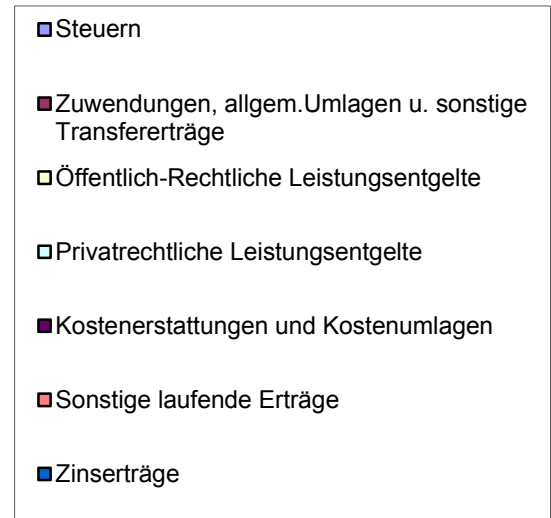 Steuern
Zuwendungen, allgem.Umlagen u. sonstige
Transfererträge
Öffentlich-Rechtliche Leistungsentgelte
Privatrechtliche Leistungsentgelte
Kostenerstattungen und Kostenumlagen
Sonstige laufende Erträge
Zinserträge